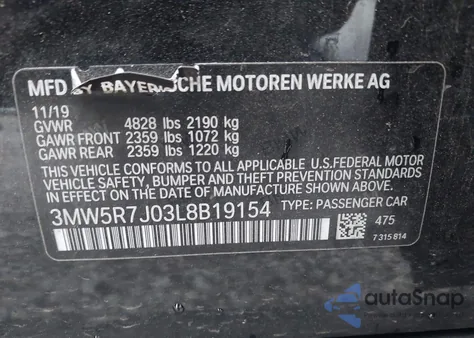 MFD BY BAYERISCHE MOTOREN WERKE AG
11/19
GVWR 4828 lbs 2190 kg
GAWR FRONT 2359 lbs 1072 kg
GAWR REAR 2359 lbs 1220 kg
THIS VEHICLE CONFORMS TO ALL APPLICABLE U.S.FEDERAL MOTOR
VEHICLE SAFETY, BUMPER AND THEFT PREVENTION STANDARDS
IN EFFECT ON THE DATE OF MANUFACTURE SHOWN ABOVE.
3MW5R7J03L8B19154 TYPE: PASSENGER CAR
475
7 315 814
autoSnap